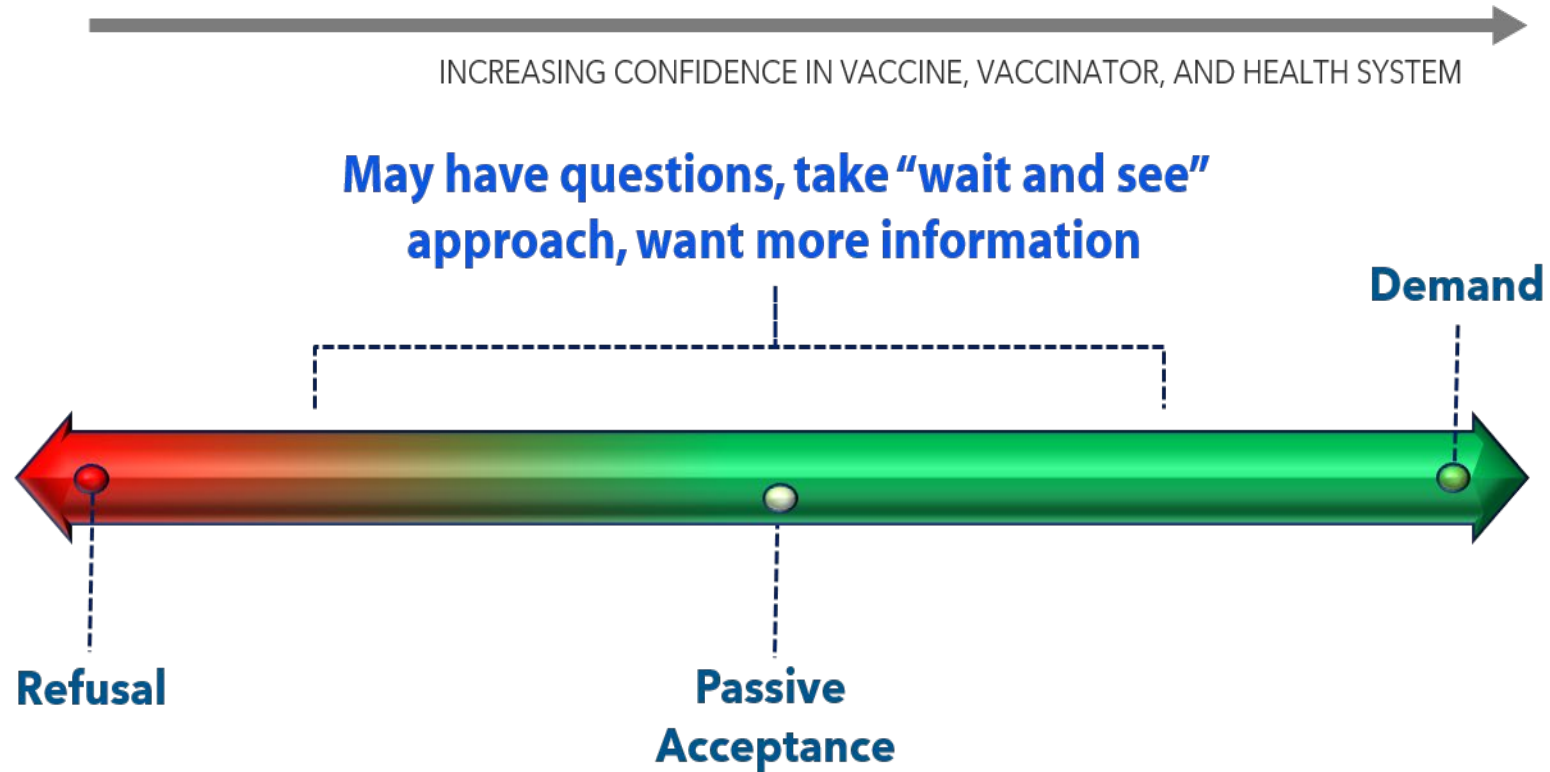 INCREASING CONFIDENCE IN VACCINE, VACCINATOR, AND HEALTH SYSTEM
May have questions, take “wait and see”
approach, want more information
Demand
Refusal
Passive
Acceptance